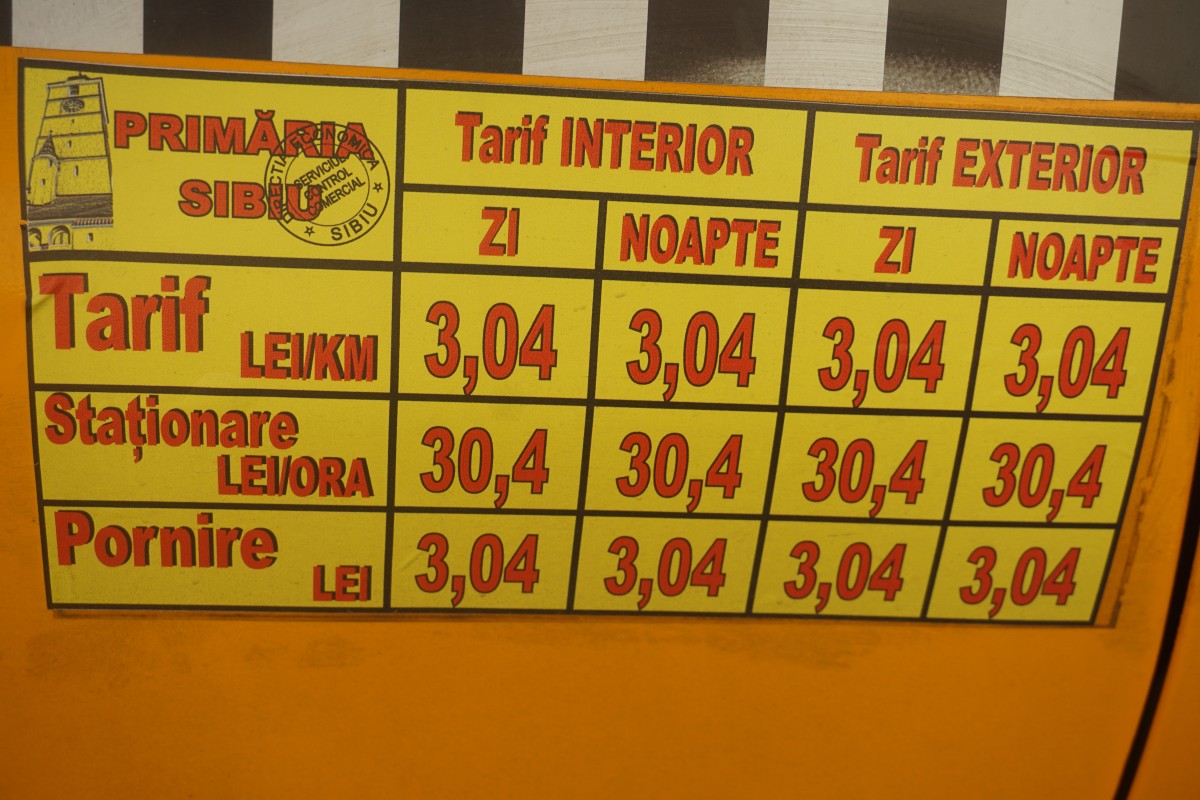 PRIMĂRIA
SIBIU
DIRECTIA ECONOMICA
SERVICIUL
CONTROL
COMERCIAL
SIBIU
Tarif INTERIOR Tarif EXTERIOR
ZI NOAPTE ZI NOAPTE
Tarif
LEI/KM 3,04 3,04 3,04 3,04
Staționare
LEI/ORA 30,4 30,4 30,4 30,4
Pornire
LEI 3,04 3,04 3,04 3,04